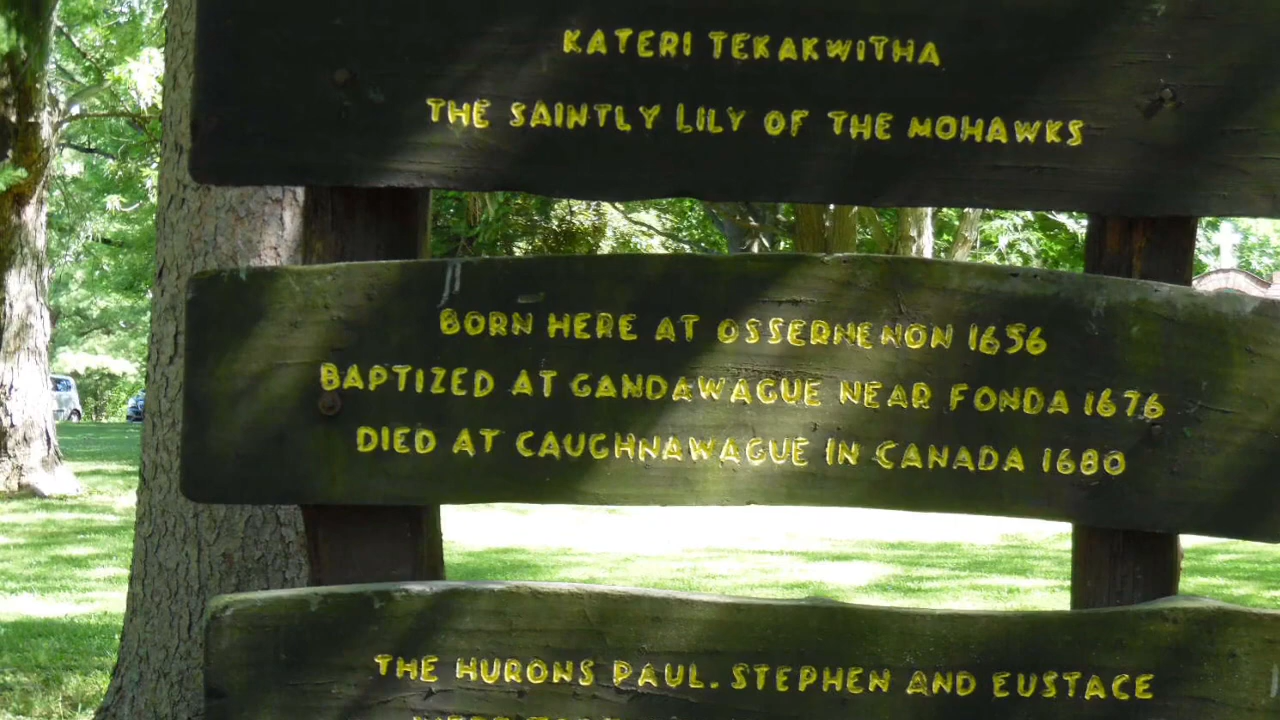 KATERI TEKAKWITHA
THE SAINTLY LILY OF THE MOHAWKS
BORN HERE AT OSSERNENON 1656
BAPTIZED AT GANDAWAGUE NEAR FONDA 1676
DIED AT CAUGHNAWAGUE IN CANADA 1680
THE HURONS PAUL. STEPHEN AND EUSTACE